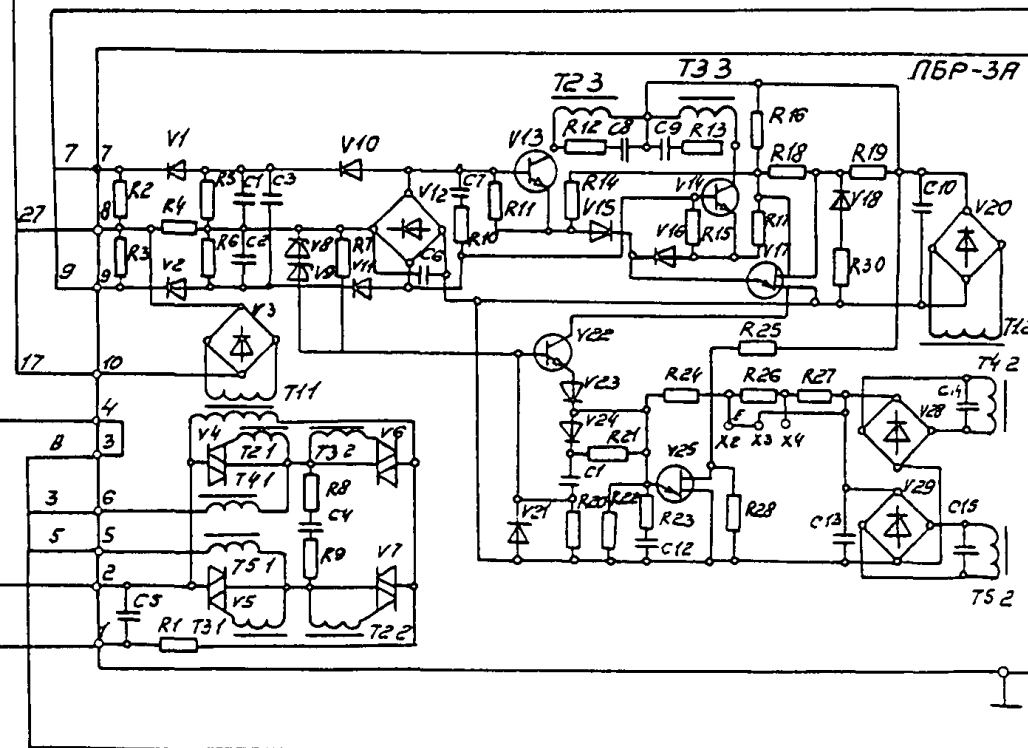 ПБР-3А
T2 3
T3 3
R12
C8
C9
R13
R16
V1
V10
V13
7
7
R2
R5
C1
C3
V12
C7
R14
V14
R18
R19
27
8
R4
R11
V15
V18
C10
V20
R3
R6
C2
V8
R7
R10
V16
R15
R17
9
9
V2
V9
V11
C6
V17
R30
V3
T1 2
V22
R25
17
10
T1 1
V23
R24
R26
R27
T4 2
C14
V28
4
V24
E
X2
X3
X4
8
3
V4
T2 1
T3 2
V6
R21
T4 1
V25
3
6
R8
C1
V29
C4
V21
R20
R22
R23
R28
C13
C15
5
5
R9
C12
T5 1
V7
2
V5
T5 2
C5
1
R1
T3 1
T2 2